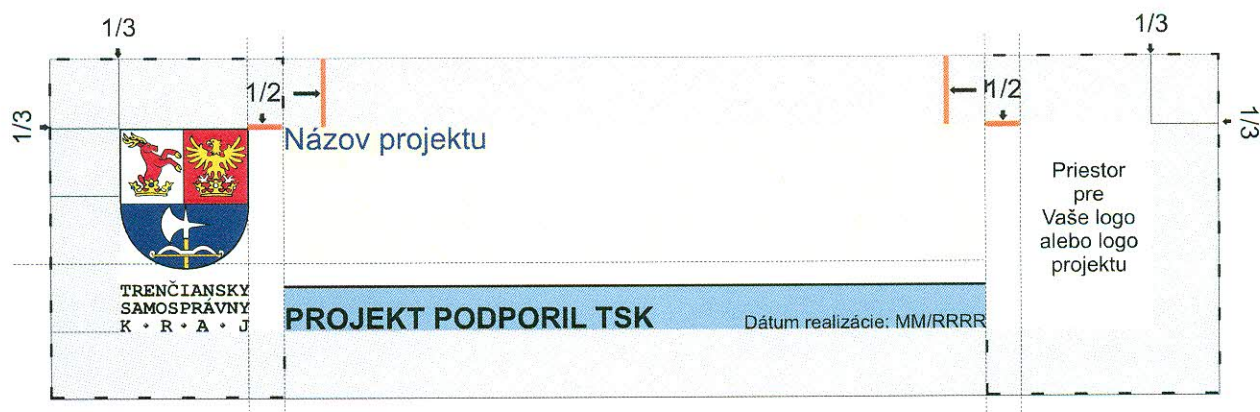 1/3
1/3
1/2
1/2
1/3
1/3
Názov projektu
Priestor
pre
Vaše logo
alebo logo
projektu
TRENČIANSKY
SAMOSPRÁVNY
K · R · A · J
PROJEKT PODPORIL TSK
Dátum realizácie: MM/RRRR